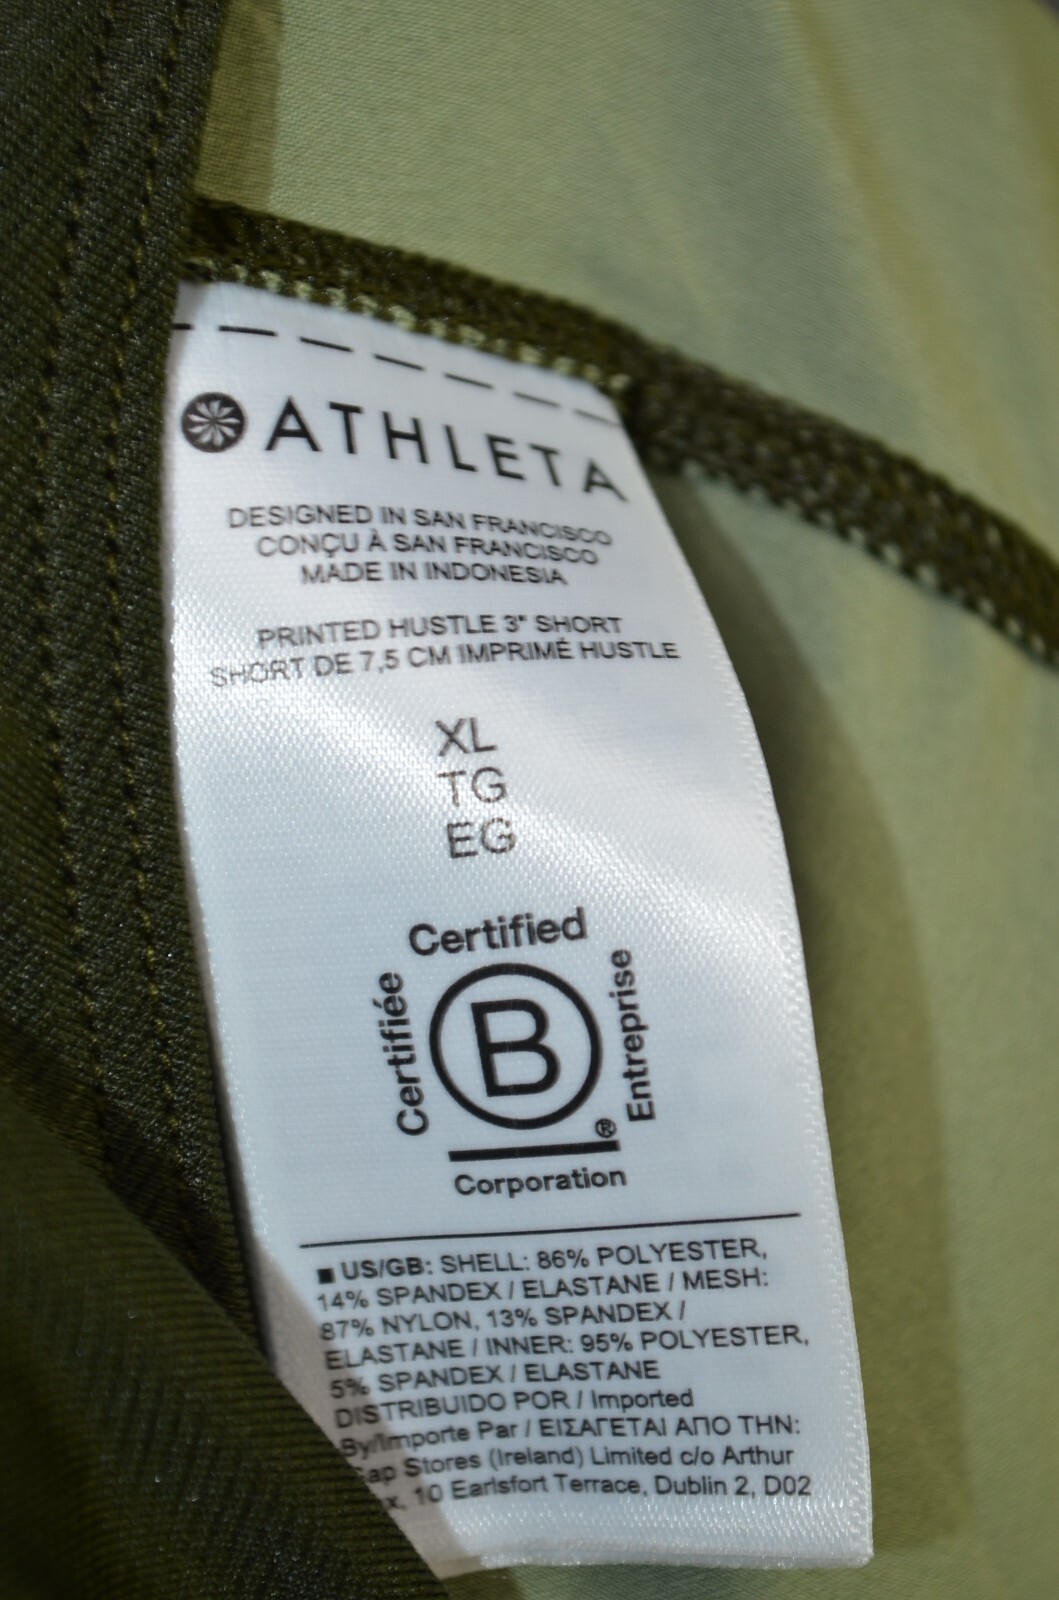 ATHLETA
DESIGNED IN SAN FRANCISCO
CONÇU À SAN FRANCISCO
MADE IN INDONESIA
PRINTED HUSTLE 3" SHORT
SHORT DE 7,5 CM IMPRIMÉ HUSTLE
XL
TG
EG
Certified
Certifiée
B
Entreprise
®
Corporation
■ US/GB: SHELL: 86% POLYESTER,
14% SPANDEX / ELASTANE / MESH:
87% NYLON, 13% SPANDEX /
ELASTANE / INNER: 95% POLYESTER,
5% SPANDEX / ELASTANE
DISTRIBUIDO POR / Imported
By/Importe Par / ΕΙΣΑΓΕΤΑΙ ΑΠΟ ΤΗΝ:
Gap Stores (Ireland) Limited c/o Arthur
x, 10 Earlsfort Terrace, Dublin 2, D02